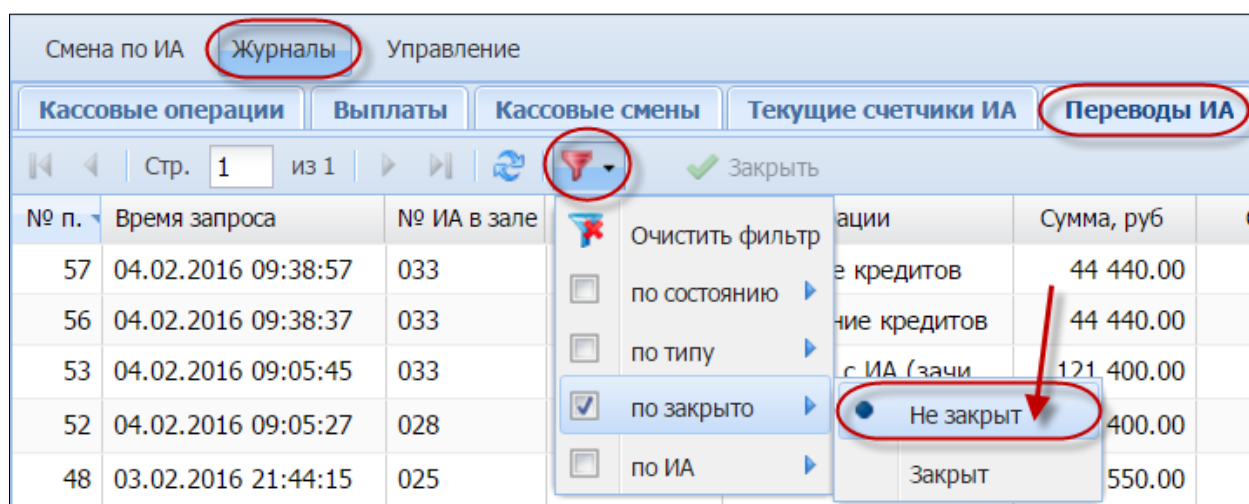 Смена по ИА Журналы Управление
Кассовые операции Выплаты Кассовые смены Текущие счетчики ИА Переводы ИА
Стр. 1 из 1 Закрыть
№ п. Время запроса № ИА в зале ации Сумма, руб
Очистить фильтр
57 04.02.2016 09:38:57 033 е кредитов 44 440.00
по состоянию
56 04.02.2016 09:38:37 033 ние кредитов 44 440.00
по типу
53 04.02.2016 09:05:45 033 с ИА (зачи 121 400.00
по закрыто Не закрыт
52 04.02.2016 09:05:27 028 400.00
по ИА Закрыт
48 03.02.2016 21:44:15 025 550.00